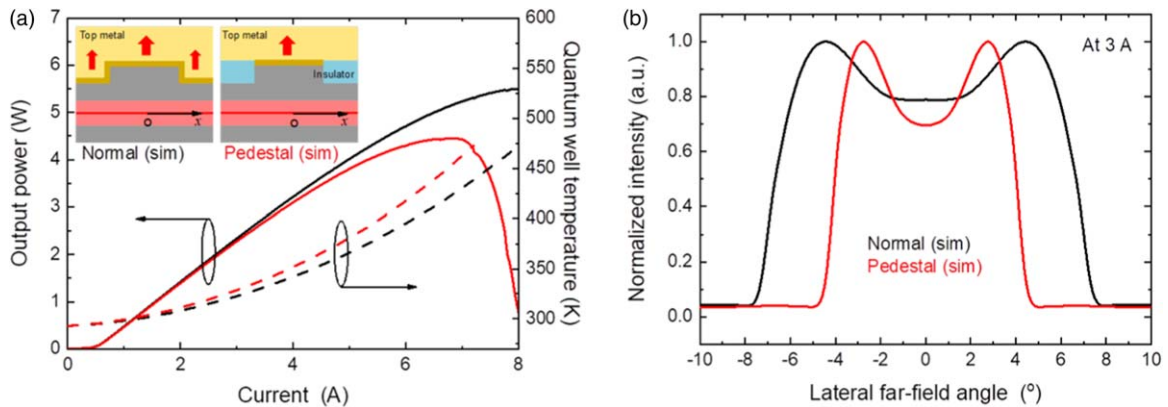 (a)
Output power (W)
7
6
5
4
3
2
1
0
Top metal
x
O
Normal (sim)
Top metal
Insulator
x
O
Pedestal (sim)
600
550
500
450
400
350
300
Quantum well temperature (K)
0 2 4 6 8
Current (A)
(b)
Normalized intensity (a.u.)
1.0
0.8
0.6
0.4
0.2
0.0
At 3 A
Normal (sim)
Pedestal (sim)
-10 -8 -6 -4 -2 0 2 4 6 8 10
Lateral far-field angle (º)